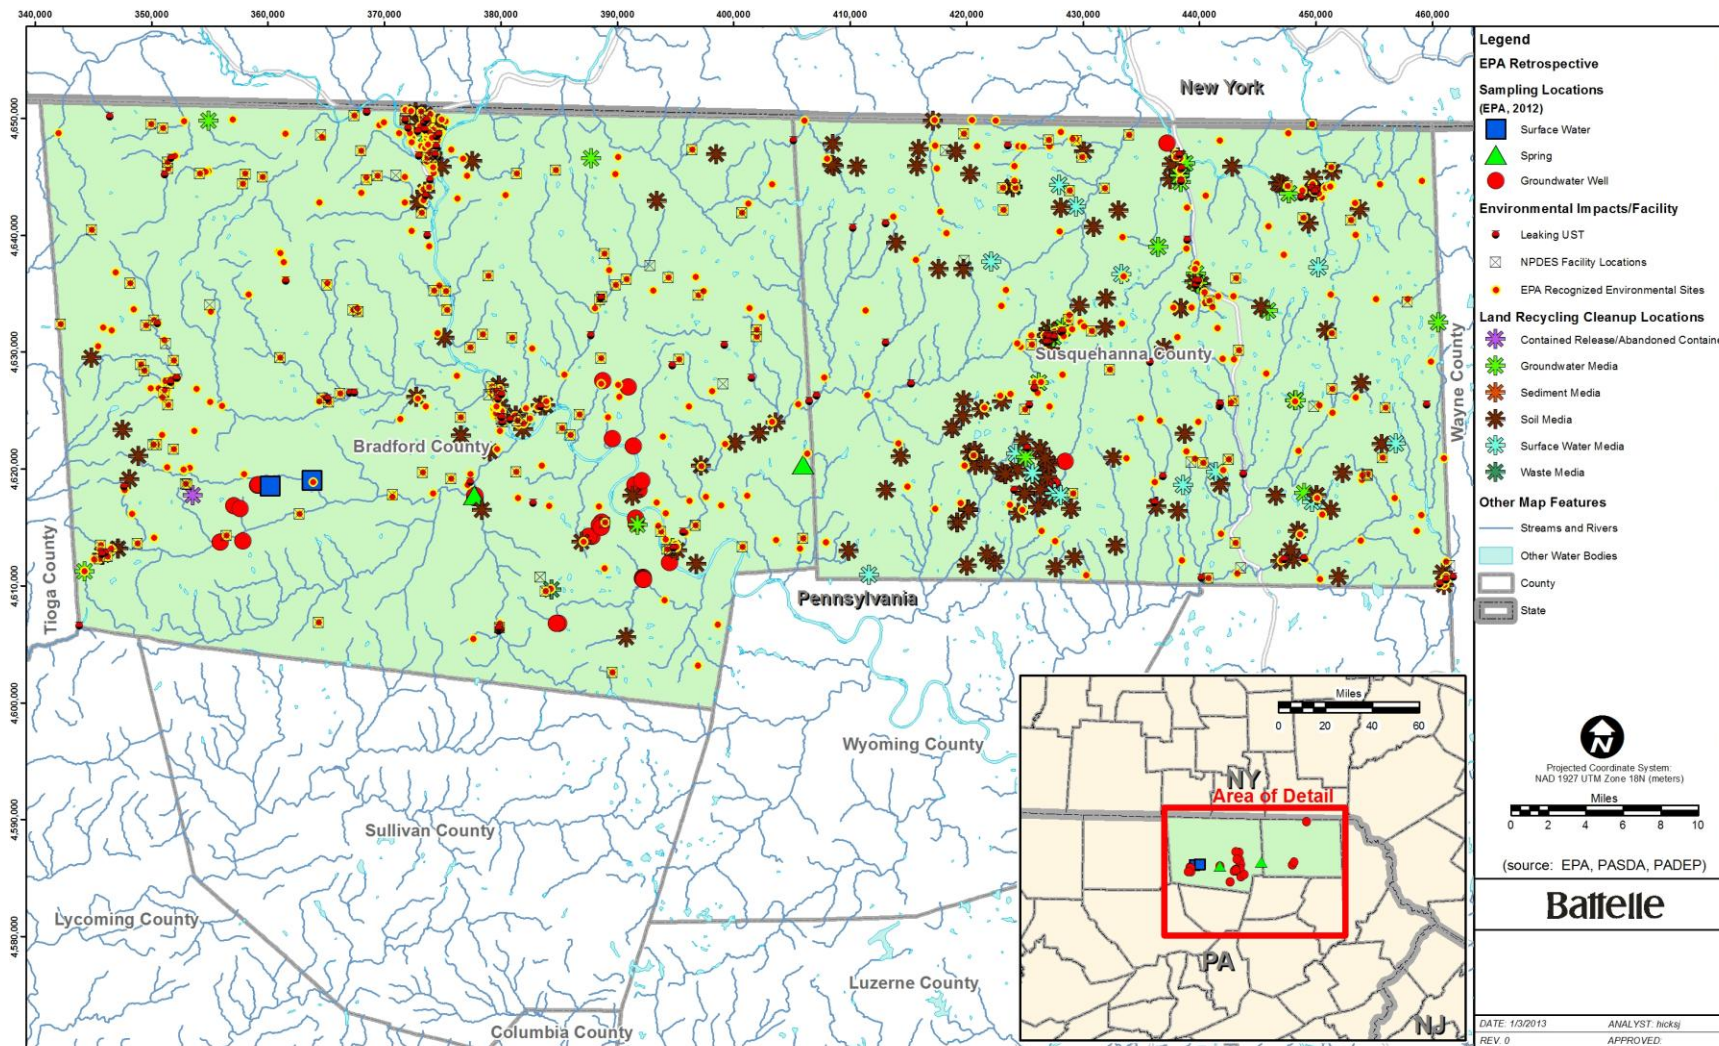 340,000 350,000 360,000 370,000 380,000 390,000 400,000 410,000 420,000 430,000 440,000 450,000 460,000
4,650,000
4,640,000
4,630,000
4,620,000
4,610,000
4,600,000
4,590,000
4,580,000
New York
Susquehanna County
Bradford County
Wayne County
Tioga County
Pennsylvania
Wyoming County
Sullivan County
Lycoming County
Luzerne County
Columbia County
Miles
0 20 40 60
NY
Area of Detail
PA
NJ
Legend
EPA Retrospective
Sampling Locations
(EPA, 2012)
Surface Water
Spring
Groundwater Well
Environmental Impacts/Facility
Leaking UST
NPDES Facility Locations
EPA Recognized Environmental Sites
Land Recycling Cleanup Locations
Contained Release/Abandoned Containe
Groundwater Media
Sediment Media
Soil Media
Surface Water Media
Waste Media
Other Map Features
Streams and Rivers
Other Water Bodies
County
State
N
Projected Coordinate System:
NAD 1927 UTM Zone 18N (meters)
Miles
0 2 4 6 8 10
(source: EPA, PASDA, PADEP)
Battelle
DATE: 1/3/2013 ANALYST: hicksj
REV. 0 APPROVED: